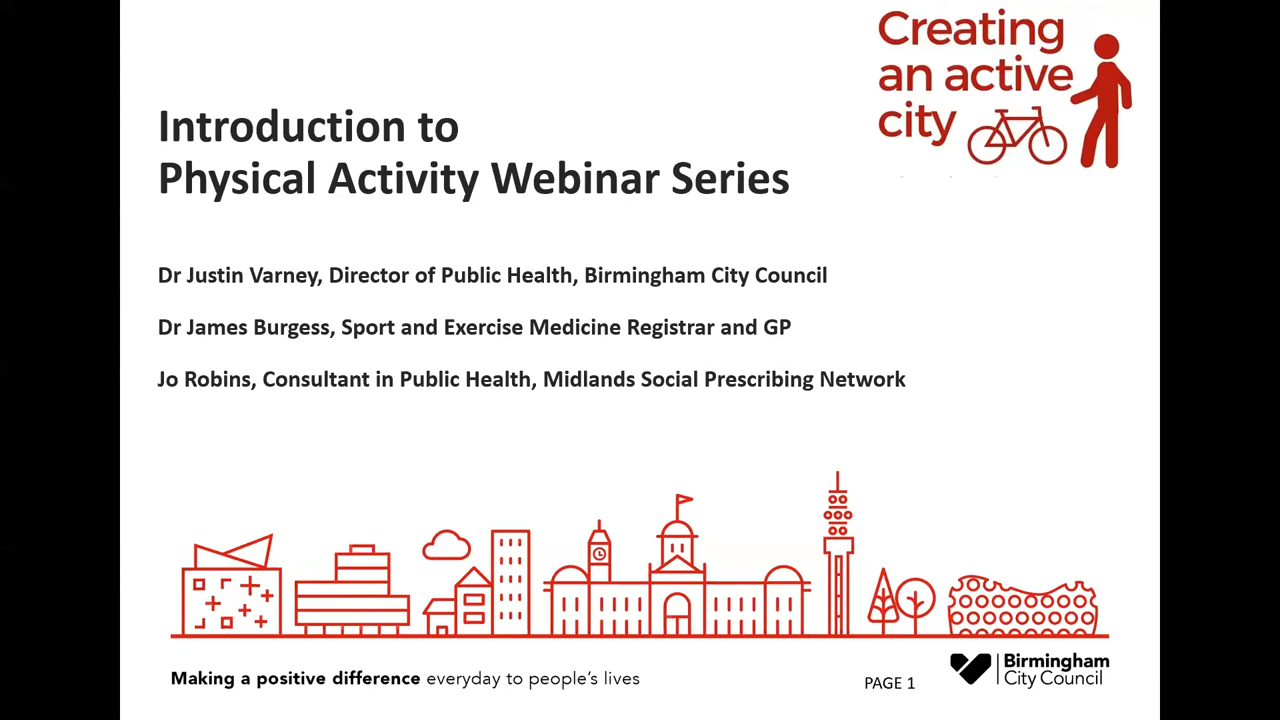 Creating
an active
city
Introduction to
Physical Activity Webinar Series
Dr Justin Varney, Director of Public Health, Birmingham City Council
Dr James Burgess, Sport and Exercise Medicine Registrar and GP
Jo Robins, Consultant in Public Health, Midlands Social Prescribing Network
Making a positive difference everyday to people's lives
PAGE 1
Birmingham
City Council